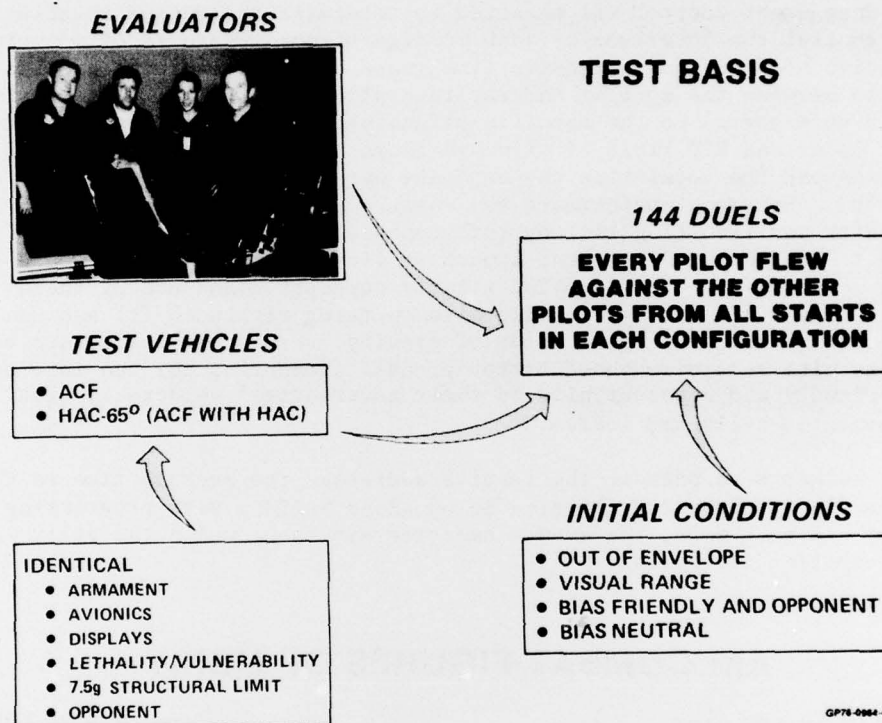 EVALUATORS
TEST BASIS
144 DUELS
EVERY PILOT FLEW
AGAINST THE OTHER
PILOTS FROM ALL STARTS
IN EACH CONFIGURATION
TEST VEHICLES
• ACF
• HAC-65° (ACF WITH HAC)
INITIAL CONDITIONS
• OUT OF ENVELOPE
• VISUAL RANGE
• BIAS FRIENDLY AND OPPONENT
• BIAS NEUTRAL
IDENTICAL
• ARMAMENT
• AVIONICS
• DISPLAYS
• LETHALITY/VULNERABILITY
• 7.5g STRUCTURAL LIMIT
• OPPONENT